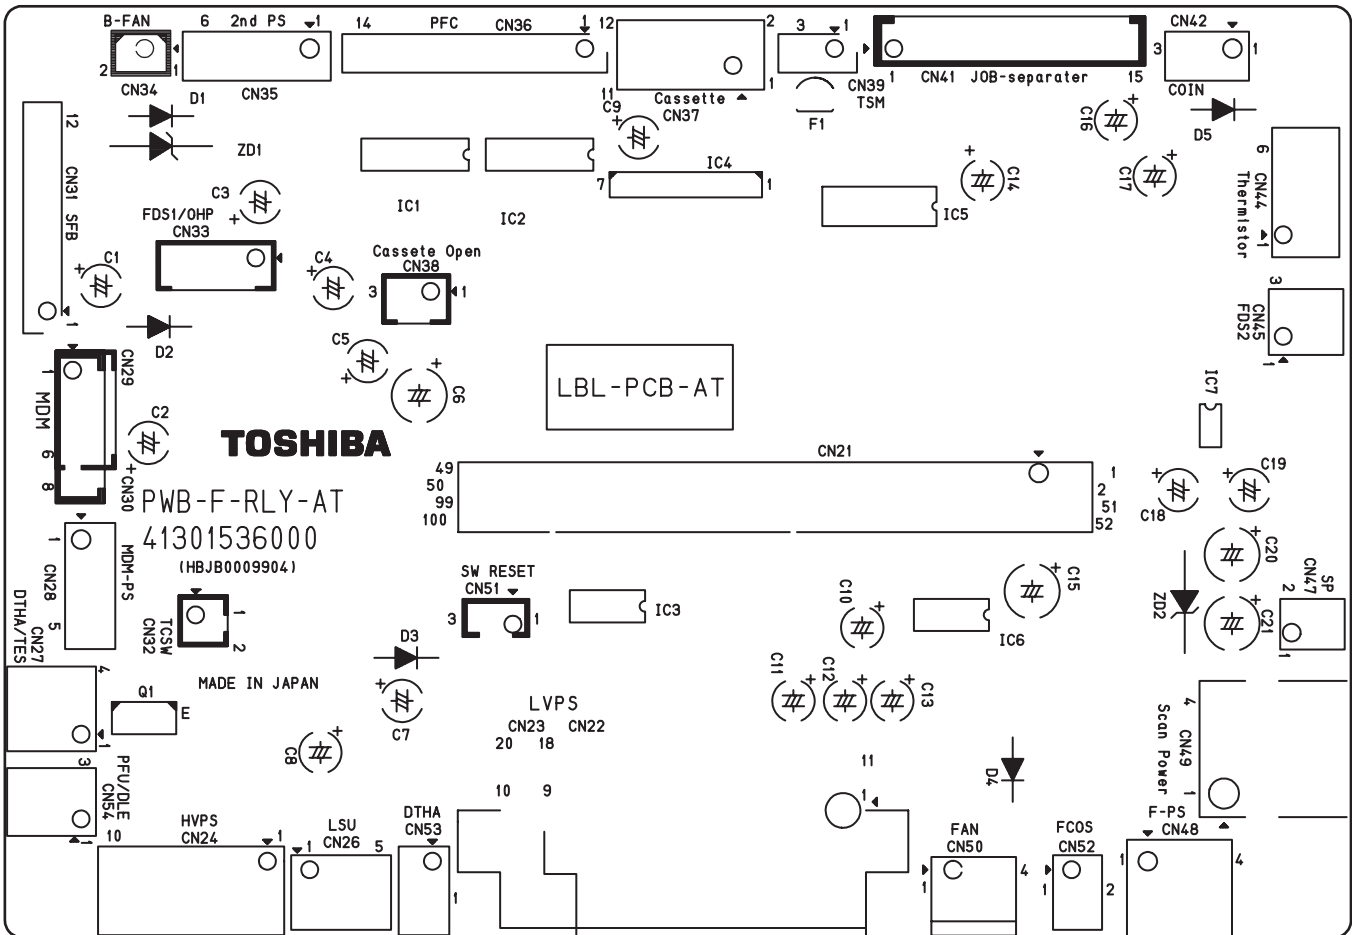 B-FAN
6 2nd PS 1
14 PFC CN36 1
12 2
3 1
CN42
2 1
CN34
CN35
11
Cassette
CN37
1
CN39
TSM
1 CN41 JOB-separater 15
3 1
COIN
D1
ZD1
C9
F1
C16
D5
12
CN31 SFB
1
C3
IC1
IC2
7 IC4 1
C14
C17
IC5
6
CN44
Thermistor
1
FDS1/OHP
CN33
C1
C4
Cassete Open
CN38
3 1
3
CN45
FDS2
1
D2
C5
C6
CN29
1
MDM
6
8
CN30
C2
LBL-PCB-AT
IC7
TOSHIBA
PWB-F-RLY-AT
41301536000
(HBJB0009904)
CN21
49
50
99
100
1
2
51
52
C18
C19
C20
C21
1
MDM-PS
CN28
5
DTHA/TES
CN27
4
1
TCSW
CN32
1
2
SW RESET
CN51
3 1
IC3
C10
C15
IC6
ZD2
SP
CN47
2
1
D3
MADE IN JAPAN
Q1
E
C7
C8
C11
C12
C13
LVPS
CN23 CN22
20 18
10 9
11
1
D4
4
CN49
Scan Power
1
3
PFU/DLE
CN54
1
10
HVPS
CN24
1
LSU
CN26
1 5
DTHA
CN53
1
FAN
CN50
1 4
FCOS
CN52
1 2
F-PS
CN48
1 4